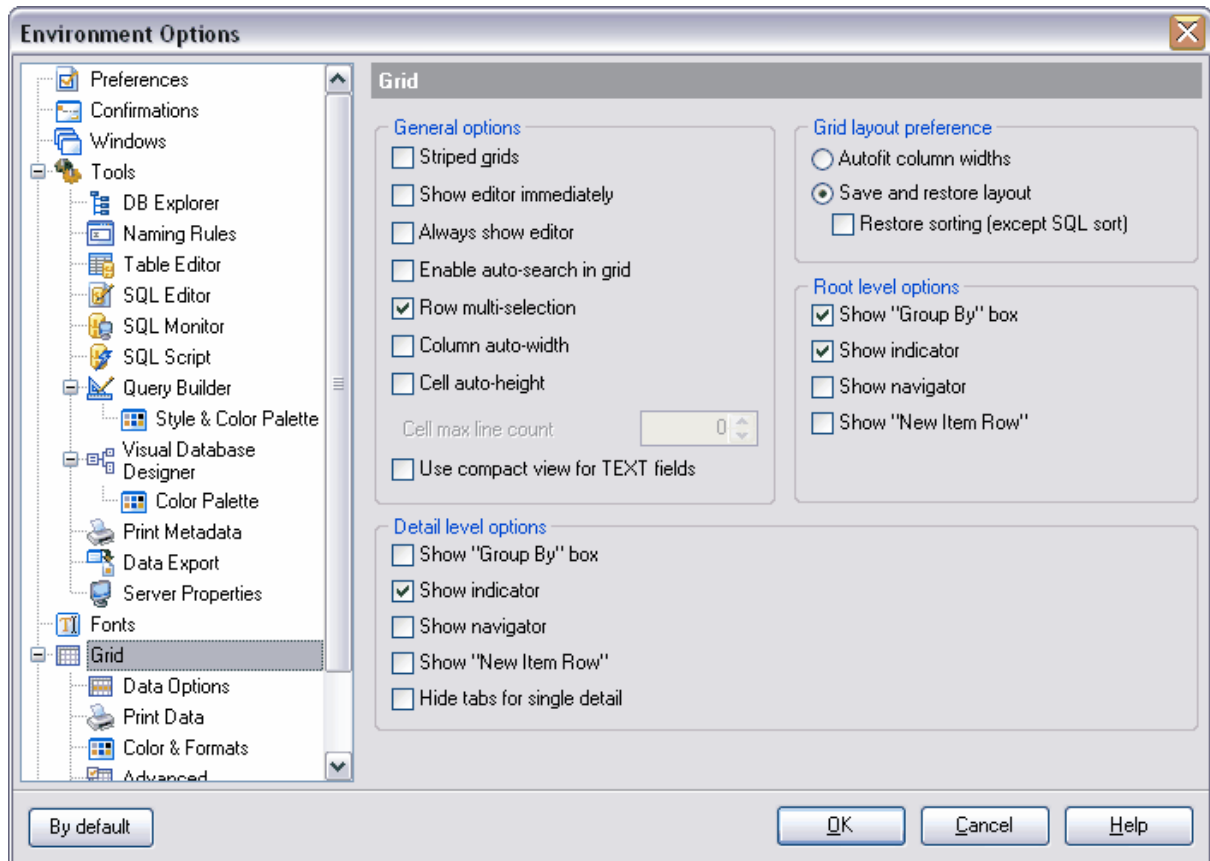 Environment Options
Preferences
Confirmations
Windows
Tools
DB Explorer
Naming Rules
Table Editor
SQL Editor
SQL Monitor
SQL Script
Query Builder
Style & Color Palette
Visual Database
Designer
Color Palette
Print Metadata
Data Export
Server Properties
Fonts
Grid
Data Options
Print Data
Color & Formats
Advanced
Grid
General options
Striped grids
Show editor immediately
Always show editor
Enable auto-search in grid
Row multi-selection
Column auto-width
Cell auto-height
Cell max line count 0
Use compact view for TEXT fields
Grid layout preference
Autofit column widths
Save and restore layout
Restore sorting (except SQL sort)
Root level options
Show "Group By" box
Show indicator
Show navigator
Show "New Item Row"
Detail level options
Show "Group By" box
Show indicator
Show navigator
Show "New Item Row"
Hide tabs for single detail
By default
OK
Cancel
Help